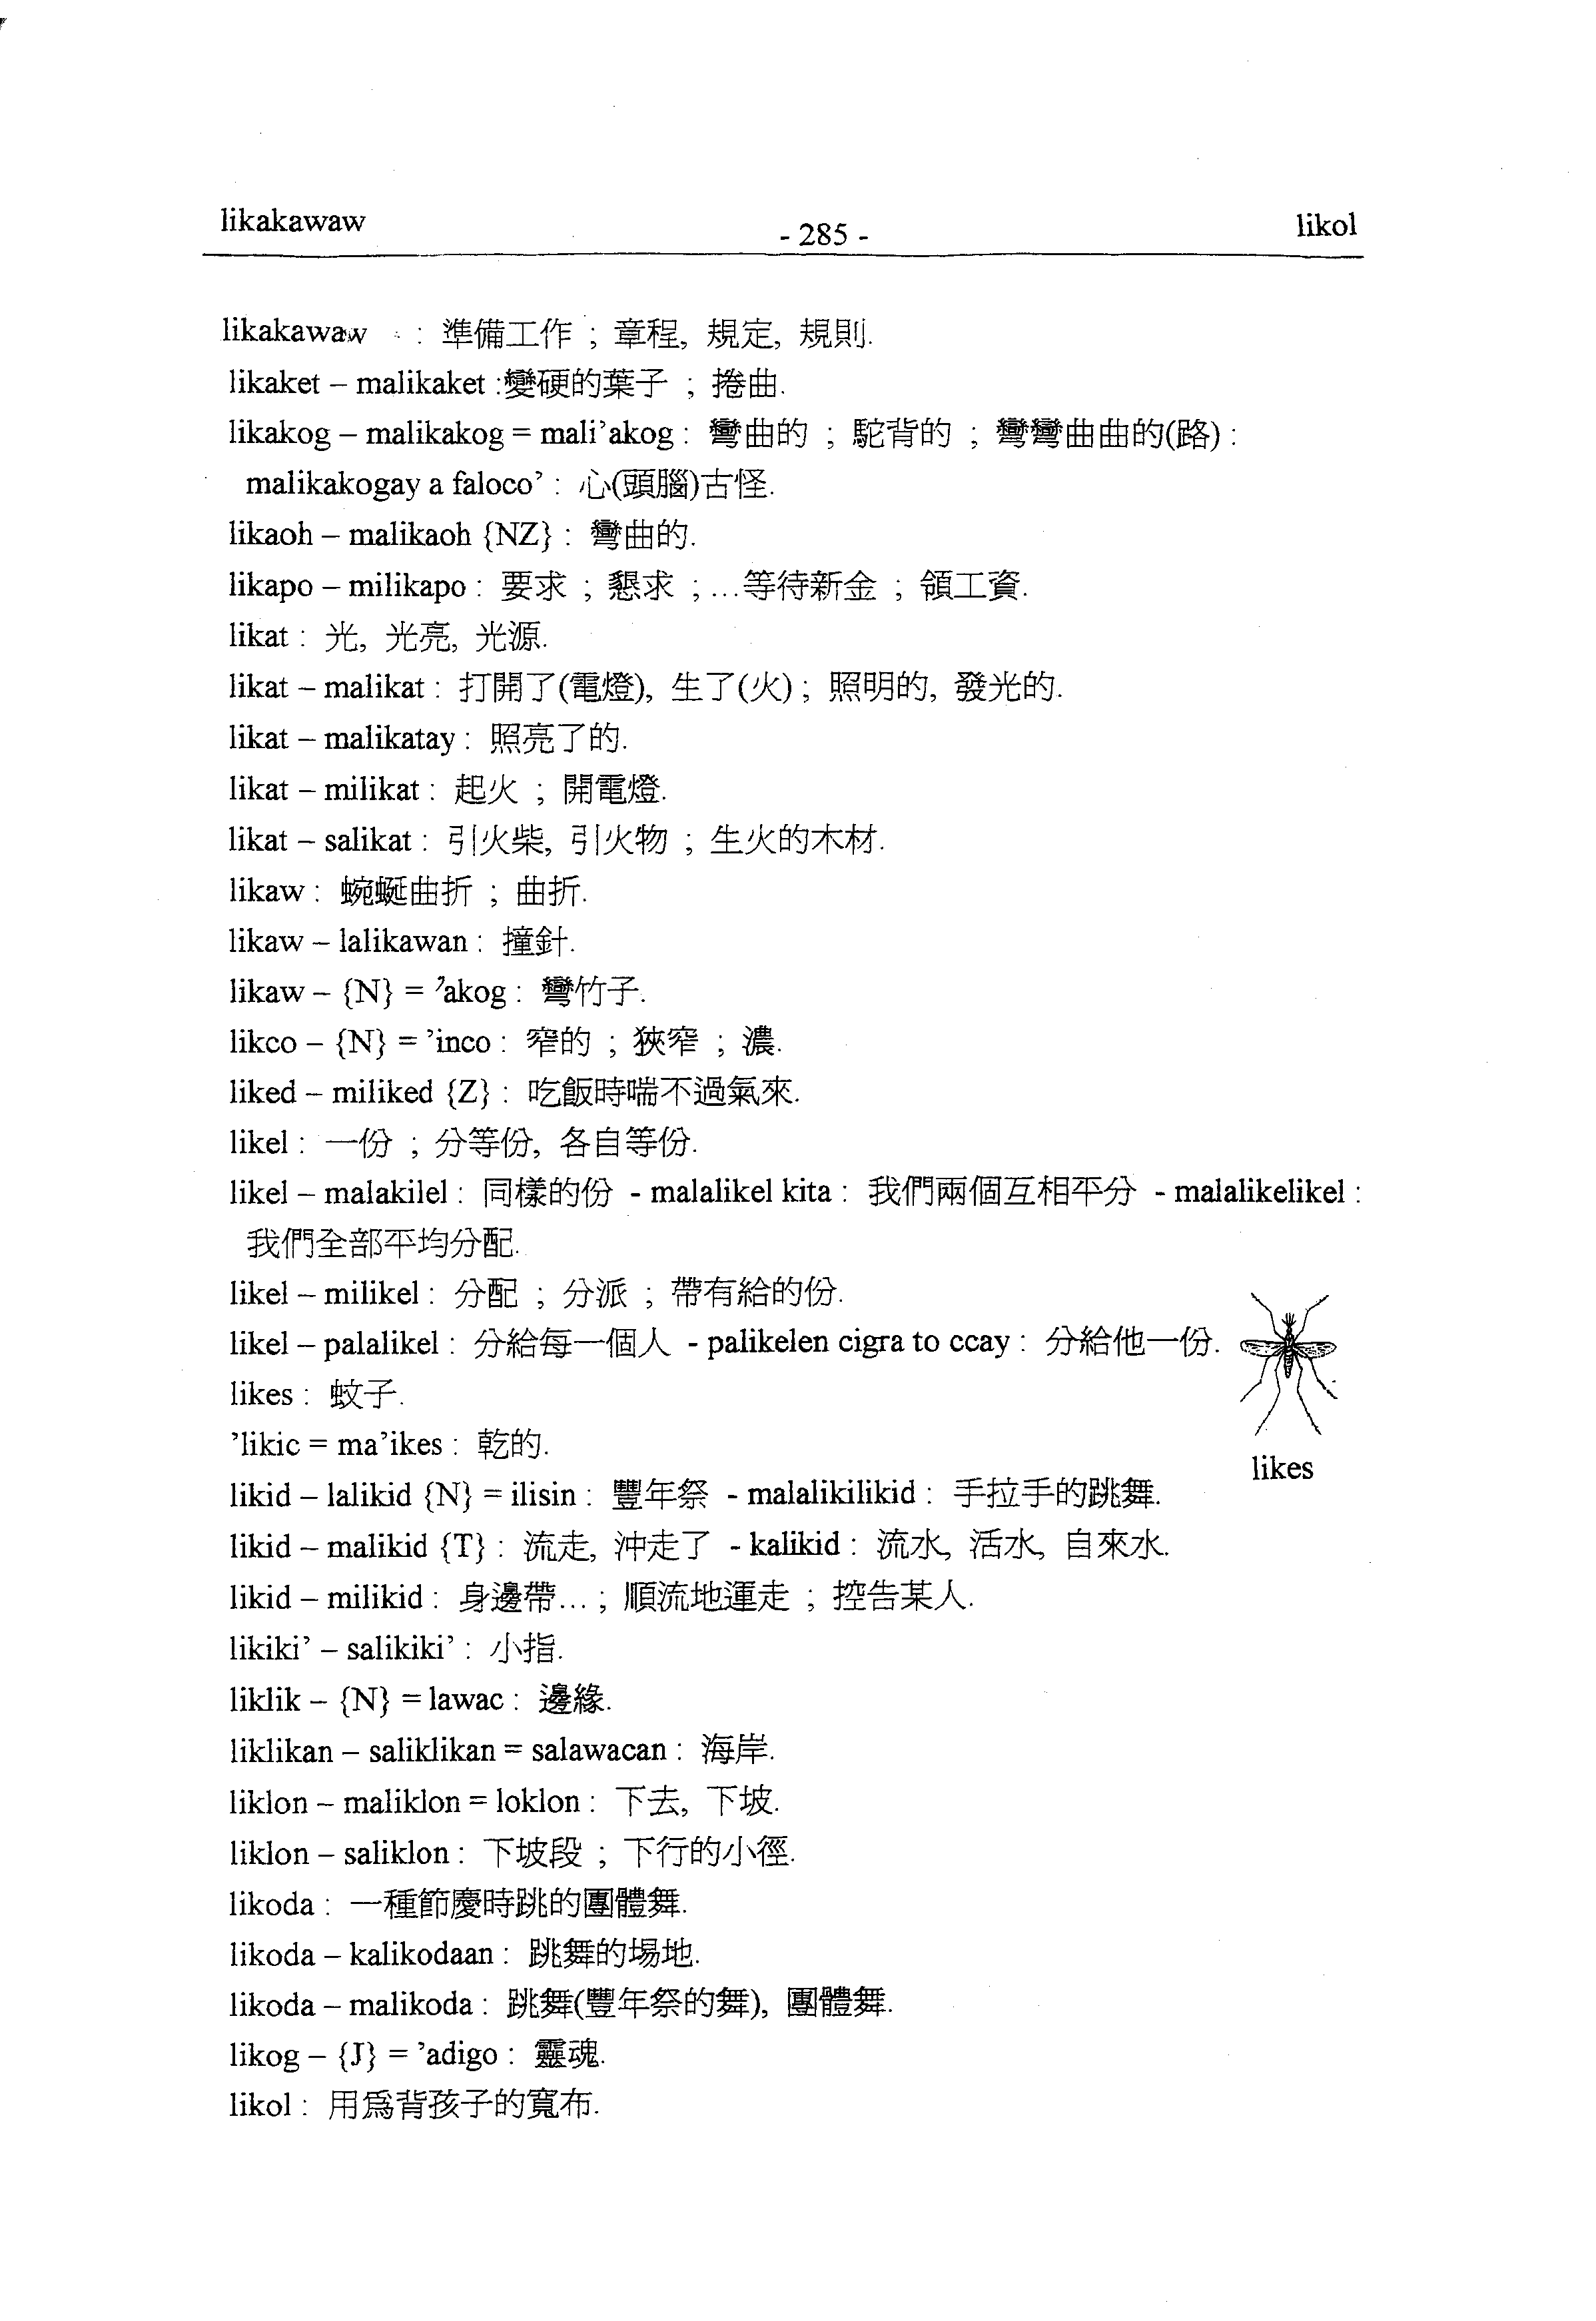 likakawaw - 285 - likol
likakawaw : 準備工作 ; 章程, 規定, 規則.
likaket – malikaket :變硬的葉子 ; 捲曲.
likakog – malikakog = mali’akog : 彎曲的 ; 駝背的 ; 彎彎曲曲的(路) :
malikakogay a faloco’ : 心(頭腦)古怪.
likaoh – malikaoh {NZ} : 彎曲的.
likapo – milikapo : 要求 ; 懇求 ; …等待新金 ; 領工資.
likat : 光, 光亮, 光源.
likat – malikat : 打開了(電燈), 生了(火) ; 照明的, 發光的.
likat – malikatay : 照亮了的.
likat – milikat : 起火 ; 開電燈.
likat – salikat : 引火柴, 引火物 ; 生火的木材.
likaw : 蜿蜒曲折 ; 曲折.
likaw – lalikawan : 撞針.
likaw – {N} = ’akog : 彎竹子.
likco – {N} = ’inco : 窄的 ; 狹窄 ; 濃.
liked – miliked {Z} : 吃飯時喘不過氣來.
likel : 一份 ; 分等份, 各自等份.
likel – malakilel : 同樣的份 - malalikel kita : 我們兩個互相平分 - malalikelikel :
我們全部平均分配.
likel – milikel : 分配 ; 分派 ; 帶有給的份.
likel – palalikel : 分給每一個人 - palikelen cigra to ccay : 分給他一份.
likes : 蚊子.
’likic = ma’ikes : 乾的.
likes
likid – lalikid {N} = ilisin : 豐年祭 - malalikilikid : 手拉手的跳舞.
likid – malikid {T} : 流走, 沖走了 - kalikid : 流水, 活水, 自來水.
likid – milikid : 身邊帶… ; 順流地運走 ; 控告某人.
likiki’ – salikiki’ : 小指.
liklik – {N} = lawac : 邊緣.
liklikan – saliklikan = salawacan : 海岸.
liklon – maliklon = loklon : 下去, 下坡.
liklon – saliklon : 下坡段 ; 下行的小徑.
likoda : 一種節慶時跳的團體舞.
likoda – kalikodaan : 跳舞的場地.
likoda – malikoda : 跳舞(豐年祭的舞), 團體舞.
likog – {J} = ’adigo : 靈魂.
likol : 用爲背孩子的寬布.